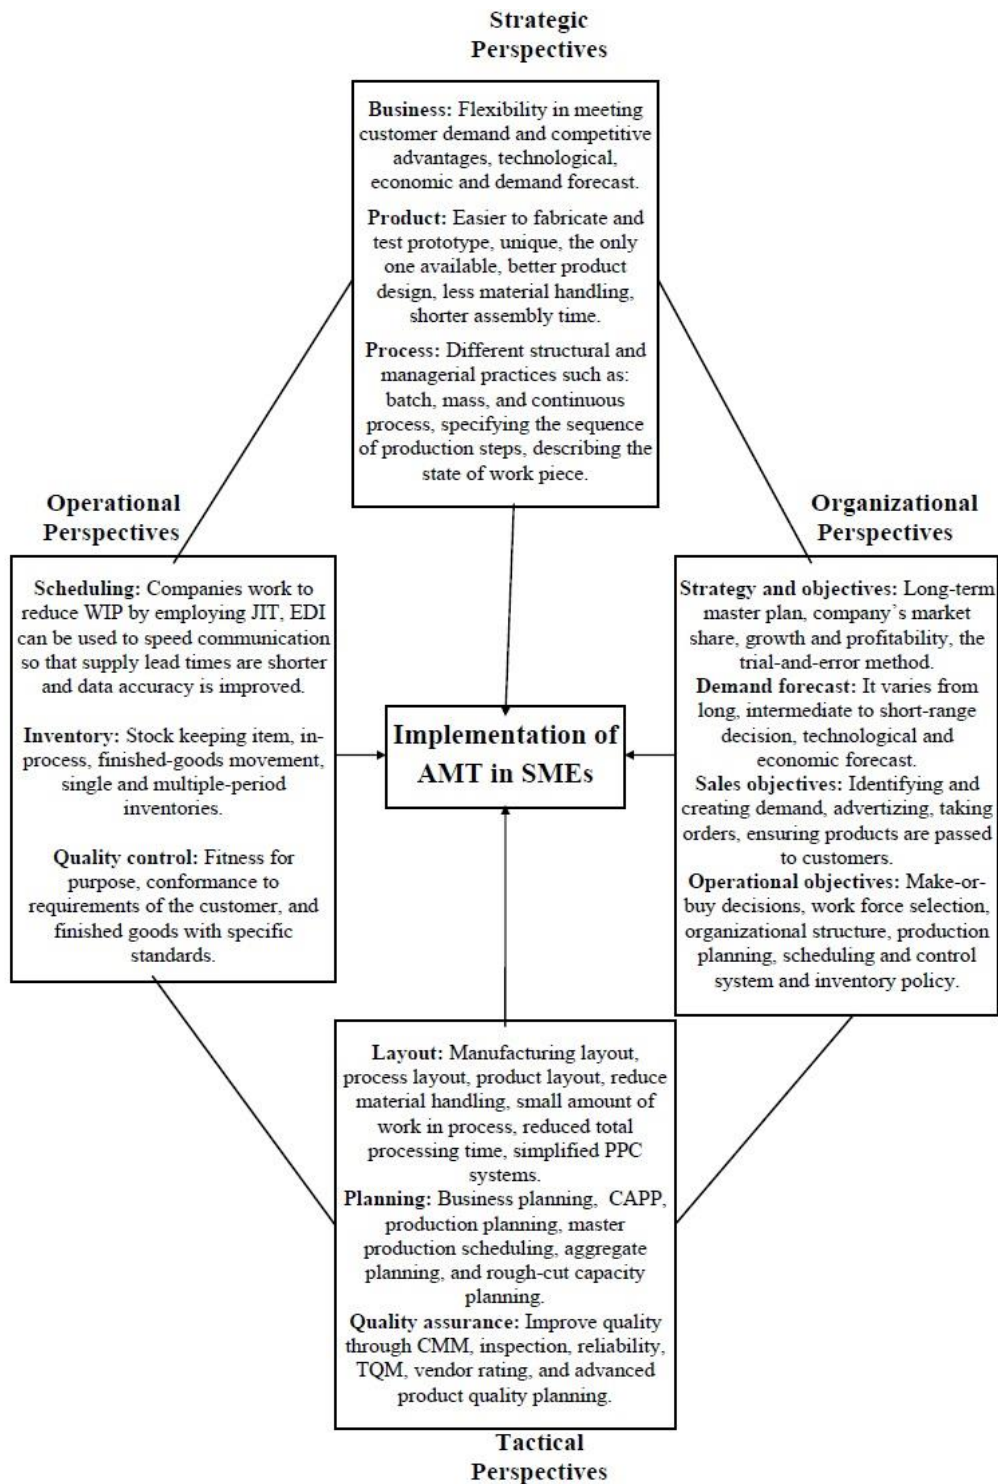 Strategic
Perspectives
Business: Flexibility in meeting
customer demand and competitive
advantages, technological,
economic and demand forecast.
Product: Easier to fabricate and
test prototype, unique, the only
one available, better product
design, less material handling,
shorter assembly time.
Process: Different structural and
managerial practices such as:
batch, mass, and continuous
process, specifying the sequence
of production steps, describing the
state of work piece.
Operational
Perspectives
Scheduling: Companies work to
reduce WIP by employing JIT, EDI
can be used to speed communication
so that supply lead times are shorter
and data accuracy is improved.
Inventory: Stock keeping item, in-
process, finished-goods movement,
single and multiple-period
inventories.
Quality control: Fitness for
purpose, conformance to
requirements of the customer, and
finished goods with specific
standards.
Implementation of
AMT in SMEs
Organizational
Perspectives
Strategy and objectives: Long-term
master plan, company’s market
share, growth and profitability, the
trial-and-error method.
Demand forecast: It varies from
long, intermediate to short-range
decision, technological and
economic forecast.
Sales objectives: Identifying and
creating demand, advertizing, taking
orders, ensuring products are passed
to customers.
Operational objectives: Make-or-
buy decisions, work force selection,
organizational structure, production
planning, scheduling and control
system and inventory policy.
Layout: Manufacturing layout,
process layout, product layout, reduce
material handling, small amount of
work in process, reduced total
processing time, simplified PPC
systems.
Planning: Business planning, CAPP,
production planning, master
production scheduling, aggregate
planning, and rough-cut capacity
planning.
Quality assurance: Improve quality
through CMM, inspection, reliability,
TQM, vendor rating, and advanced
product quality planning.
Tactical
Perspectives